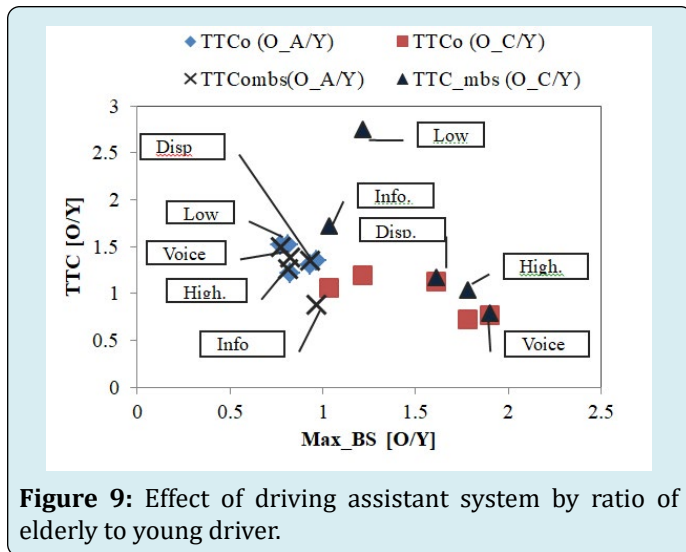 TTCo (O_A/Y) TTCo (O_C/Y)
TTCombs(O_A/Y) TTC_mbs (O_C/Y)
3
2.5
2
1.5
1
0.5
0
TTC [O/Y]
Disp
Low
Voice
High.
Info
Low
Info.
Disp.
High.
Voice
0 0.5 1 1.5 2 2.5
Max_BS [O/Y]
Figure 9: Effect of driving assistant system by ratio of
elderly to young driver.